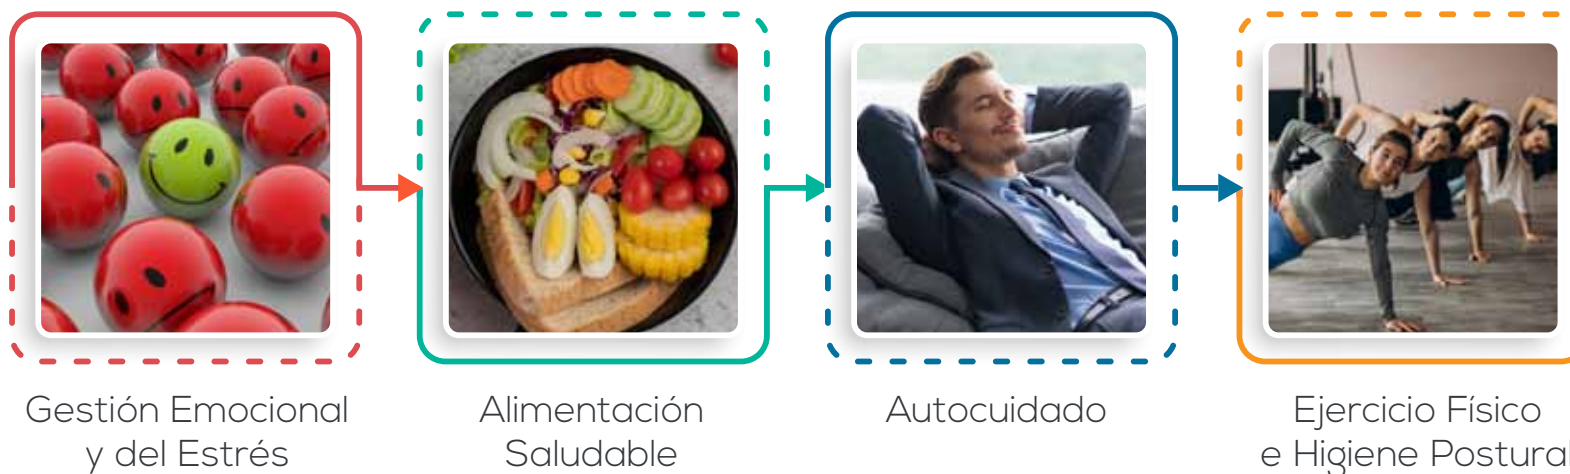 Gestión Emocional
y del Estrés
Alimentación
Saludable
Autocuidado
Ejercicio Físico
e Higiene Postural